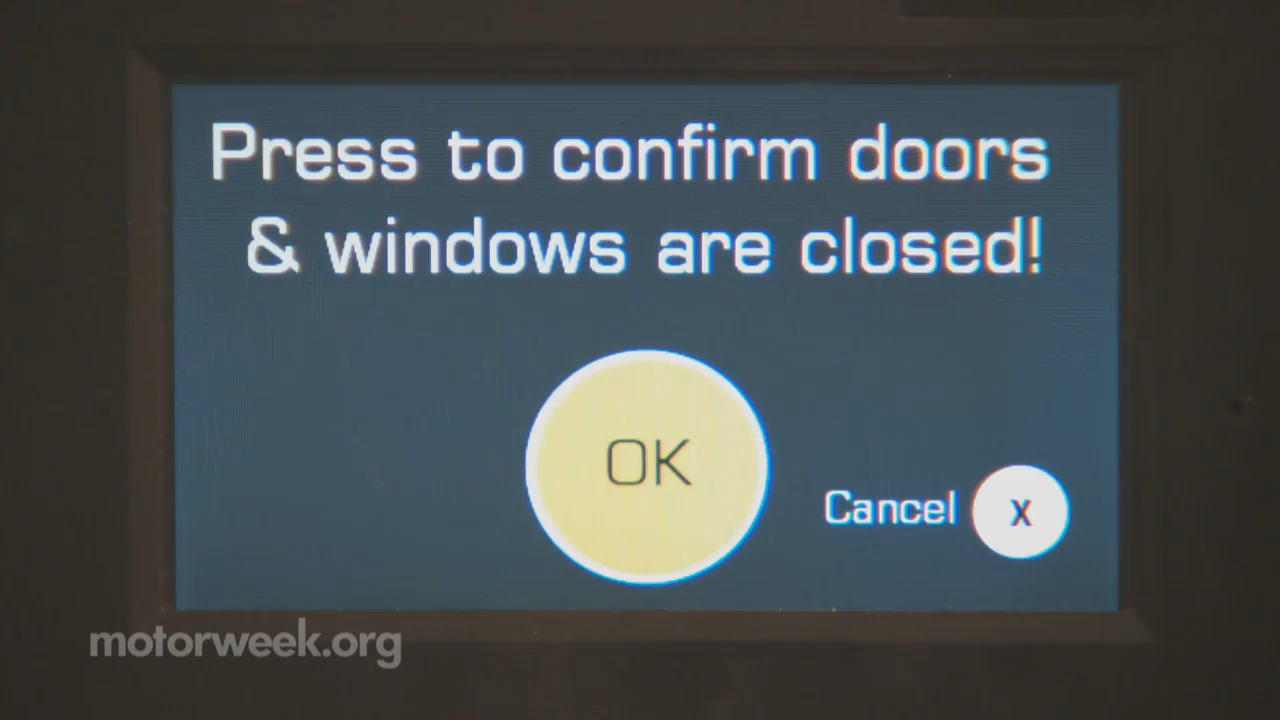 Press to confirm doors
& windows are closed!
OK
Cancel X
motorweek.org